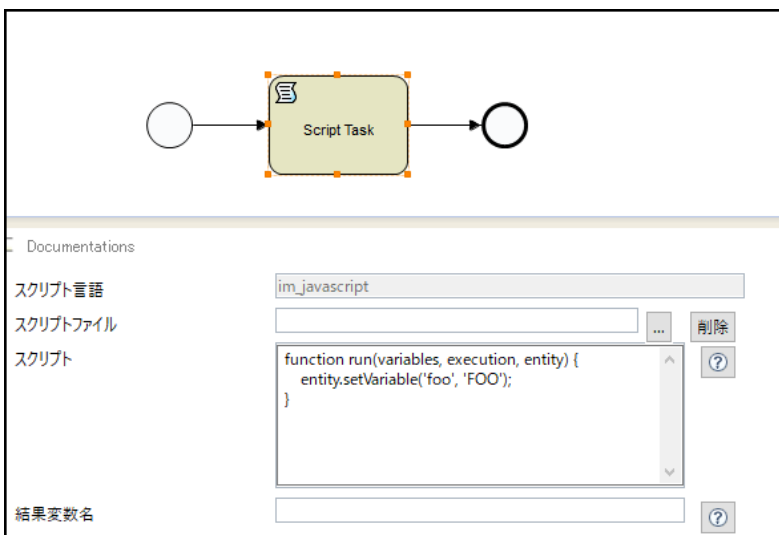 Script Task
Documentations
スクリプト言語
im_javascript
スクリプトファイル
...
削除
スクリプト
function run(variables, execution, entity) {
    entity.setVariable('foo', 'FOO');
}
?
結果変数名
?